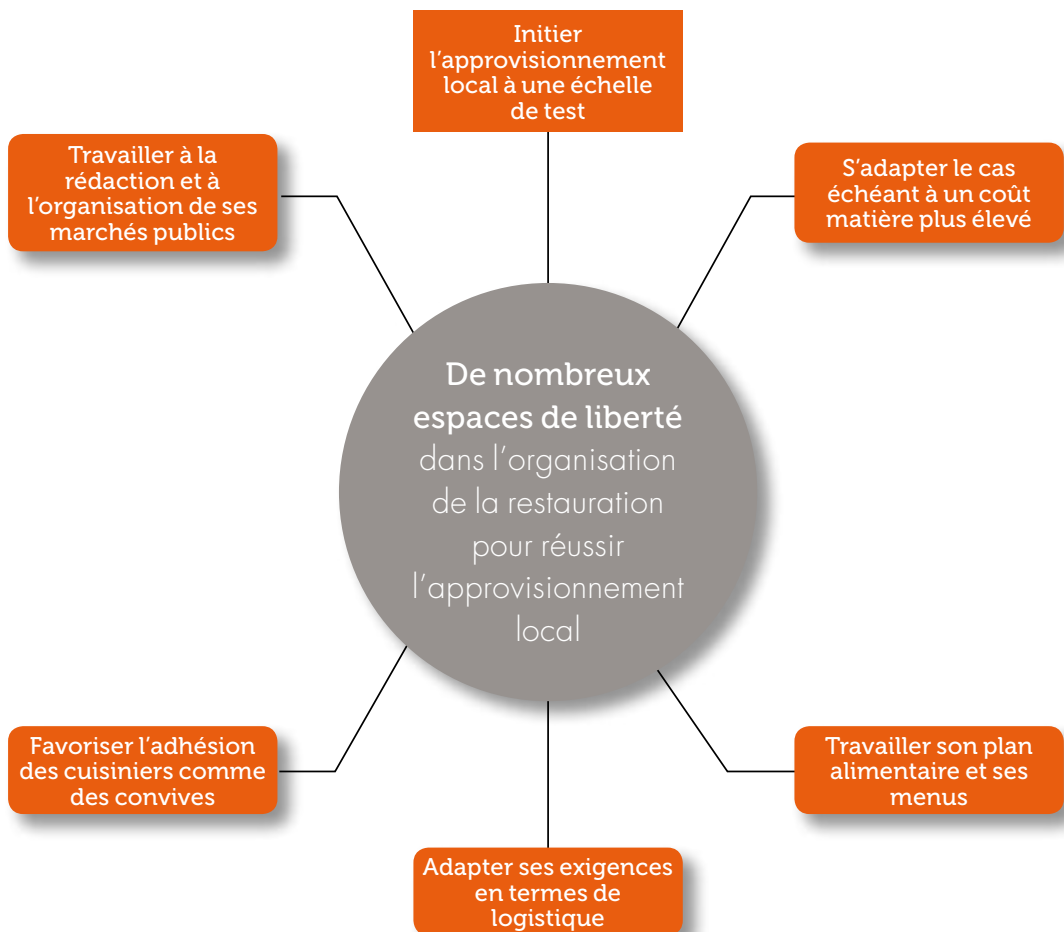 Initier
l'approvisionnement
local à une échelle
de test
Travailler à la
rédaction et à
l'organisation de ses
marchés publics
S'adapter le cas
échéant à un coût
matière plus élevé
De nombreux
espaces de liberté
dans l'organisation
de la restauration
pour réussir
l'approvisionnement
local
Favoriser l'adhésion
des cuisiniers comme
des convives
Travailler son plan
alimentaire et ses
menus
Adapter ses exigences
en termes de
logistique